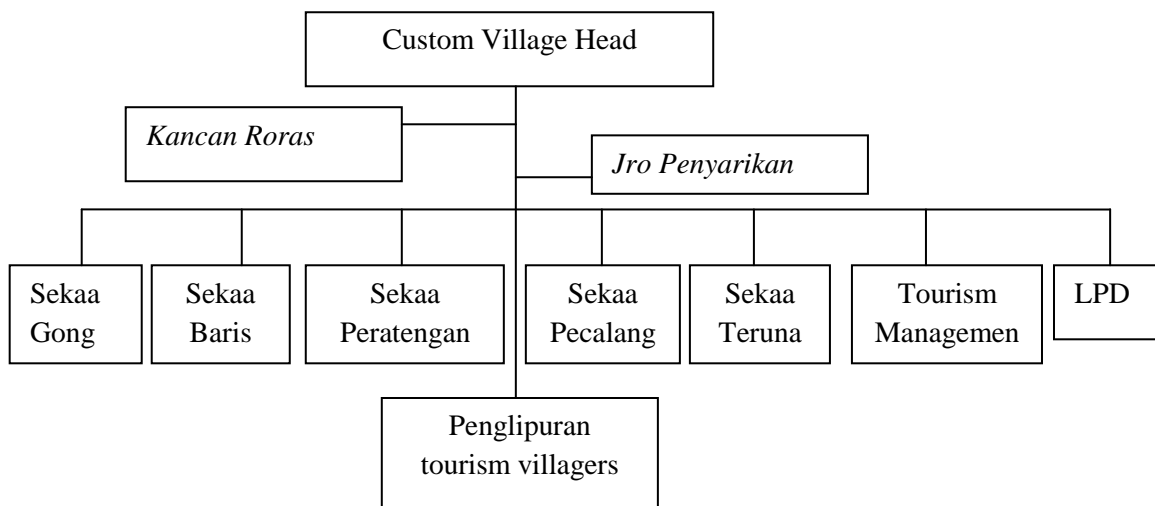 Custom Village Head
Kancan Roras
Jro Penyarikan
Sekaa
Gong
Sekaa
Baris
Sekaa
Peratengan
Sekaa
Pecalang
Sekaa
Teruna
Tourism
Managemen
LPD
Penglipuran
tourism villagers